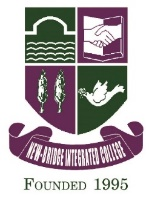 NEW-BRIDGE INTEGRATED COLLEGE
FOUNDED 1995